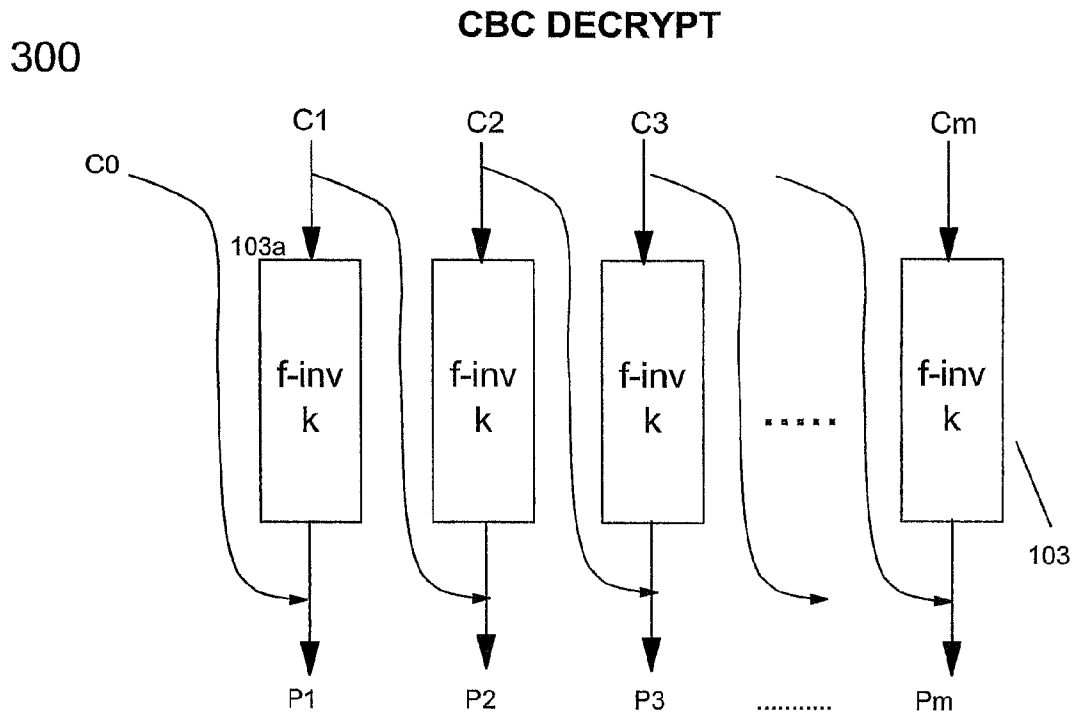 CBC DECRYPT
300
C0
C1
C2
C3
Cm
103a
f-inv
k
f-inv
k
f-inv
k
.....
f-inv
k
103
P1
P2
P3
...........
Pm